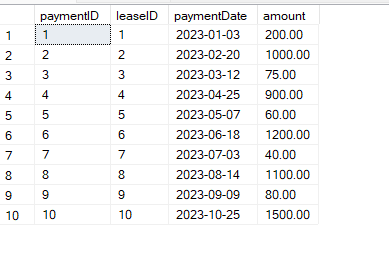 paymentID leaseID paymentDate amount
1 1 1 2023-01-03 200.00
2 2 2 2023-02-20 1000.00
3 3 3 2023-03-12 75.00
4 4 4 2023-04-25 900.00
5 5 5 2023-05-07 60.00
6 6 6 2023-06-18 1200.00
7 7 7 2023-07-03 40.00
8 8 8 2023-08-14 1100.00
9 9 9 2023-09-09 80.00
10 10 10 2023-10-25 1500.00